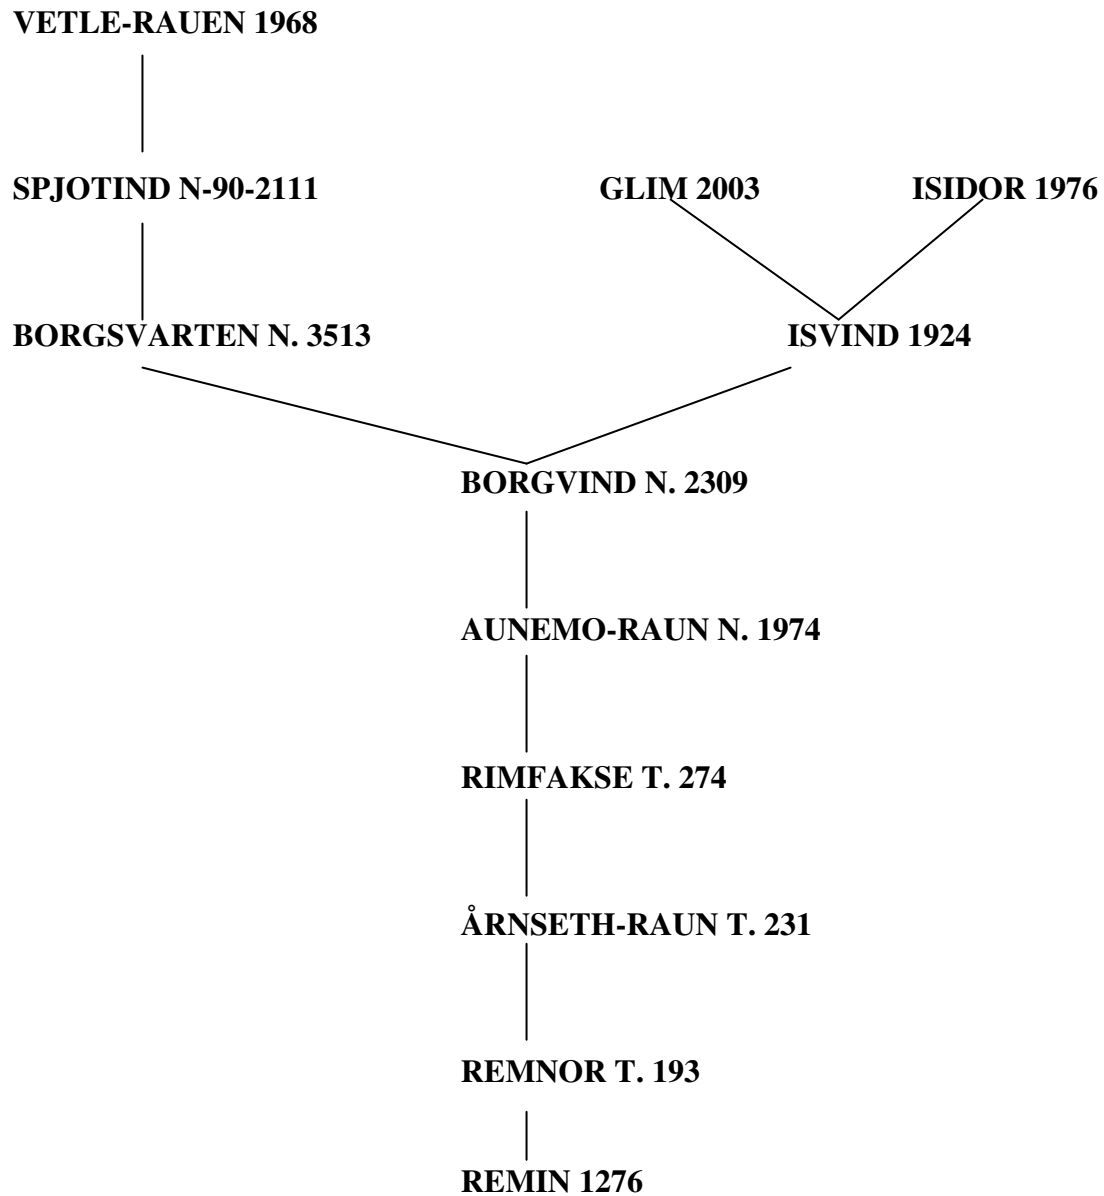 VETLE-RAUEN 1968
SPJOTIND N-90-2111 GLIM 2003 ISIDOR 1976
BORGSVARTEN N. 3513 ISVIND 1924
BORGVIND N. 2309
AUNEMO-RAUN N. 1974
RIMFAKSE T. 274
ÅRNSETH-RAUN T. 231
REMNOR T. 193
REMIN 1276